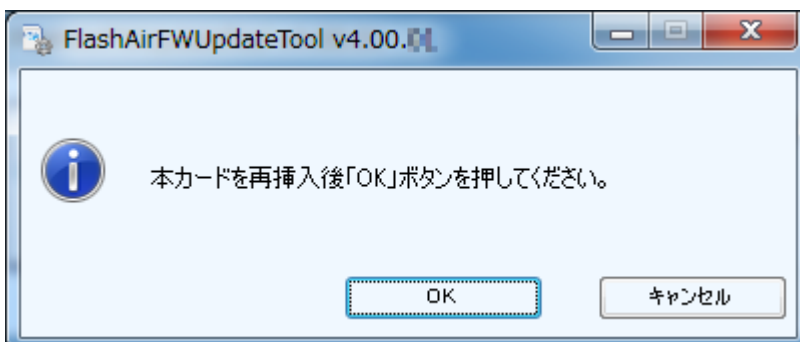 FlashAirFWUpdateTool v4.00.
本カードを再挿入後「OK」ボタンを押してください。
OK
キャンセル